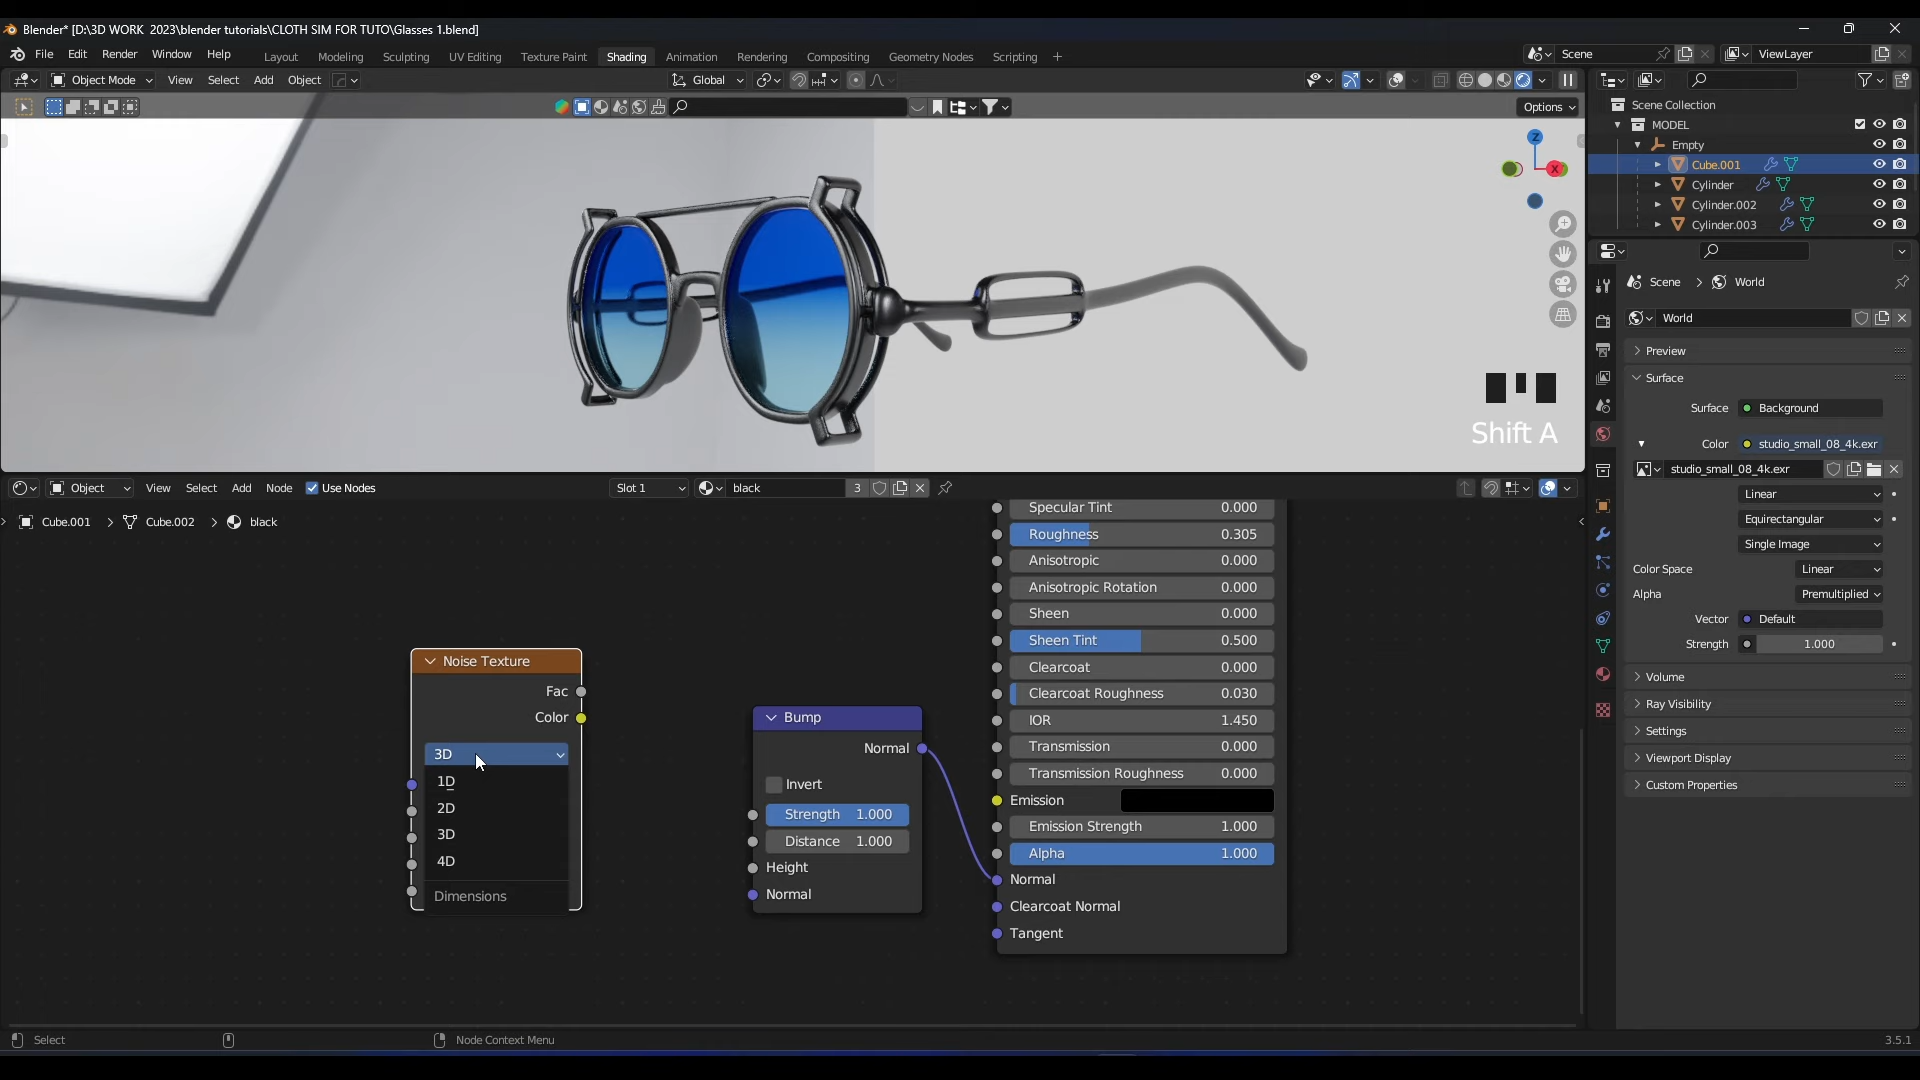 Blender* [D:\3D WORK 2023\blender tutorials\CLOTH SIM FOR TUTO\Glasses 1.blend]
File Edit Render Window Help Layout Modeling Sculpting UV Editing Texture Paint Shading Animation Rendering Compositing Geometry Nodes Scripting + Scene ViewLayer
Object Mode View Select Add Object Global
Options
Scene Collection
MODEL
Empty
Cube.001
Cylinder
Cylinder.002
Cylinder.003
Z
X
Shift A
Scene > World
World
Preview
Surface
Surface Background
Color studio_small_08_4k.exr
studio_small_08_4k.exr
Linear
Equirectangular
Single Image
Color Space Linear
Alpha Premultiplied
Vector Default
Strength 1.000
Volume
Ray Visibility
Settings
Viewport Display
Custom Properties
Object View Select Add Node Use Nodes Slot 1 black 3
Cube.001 > Cube.002 > black
Specular Tint 0.000
Roughness 0.305
Anisotropic 0.000
Anisotropic Rotation 0.000
Sheen 0.000
Sheen Tint 0.500
Clearcoat 0.000
Clearcoat Roughness 0.030
IOR 1.450
Transmission 0.000
Transmission Roughness 0.000
Emission
Emission Strength 1.000
Alpha 1.000
Normal
Clearcoat Normal
Tangent
Noise Texture
Fac
Color
3D
1D
2D
3D
4D
Dimensions
Bump
Normal
Invert
Strength 1.000
Distance 1.000
Height
Normal
Select Node Context Menu 3.5.1